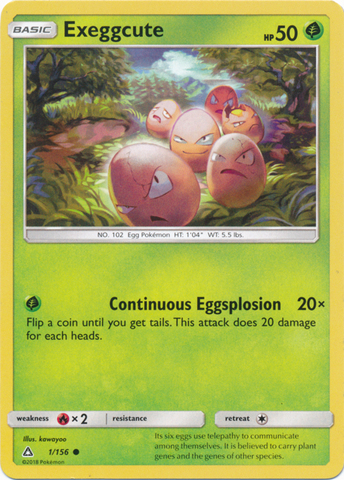 BASIC Exeggcute HP 50
NO. 102 Egg Pokémon HT: 1'04" WT: 5.5 lbs.
Continuous Eggsplosion 20×
Flip a coin until you get tails. This attack does 20 damage
for each heads.
weakness × 2 resistance retreat
Illus. kawayoo
1/156
©2018 Pokémon
Its six eggs use telepathy to communicate
among themselves. It is believed to carry plant
genes and the genes of other species.